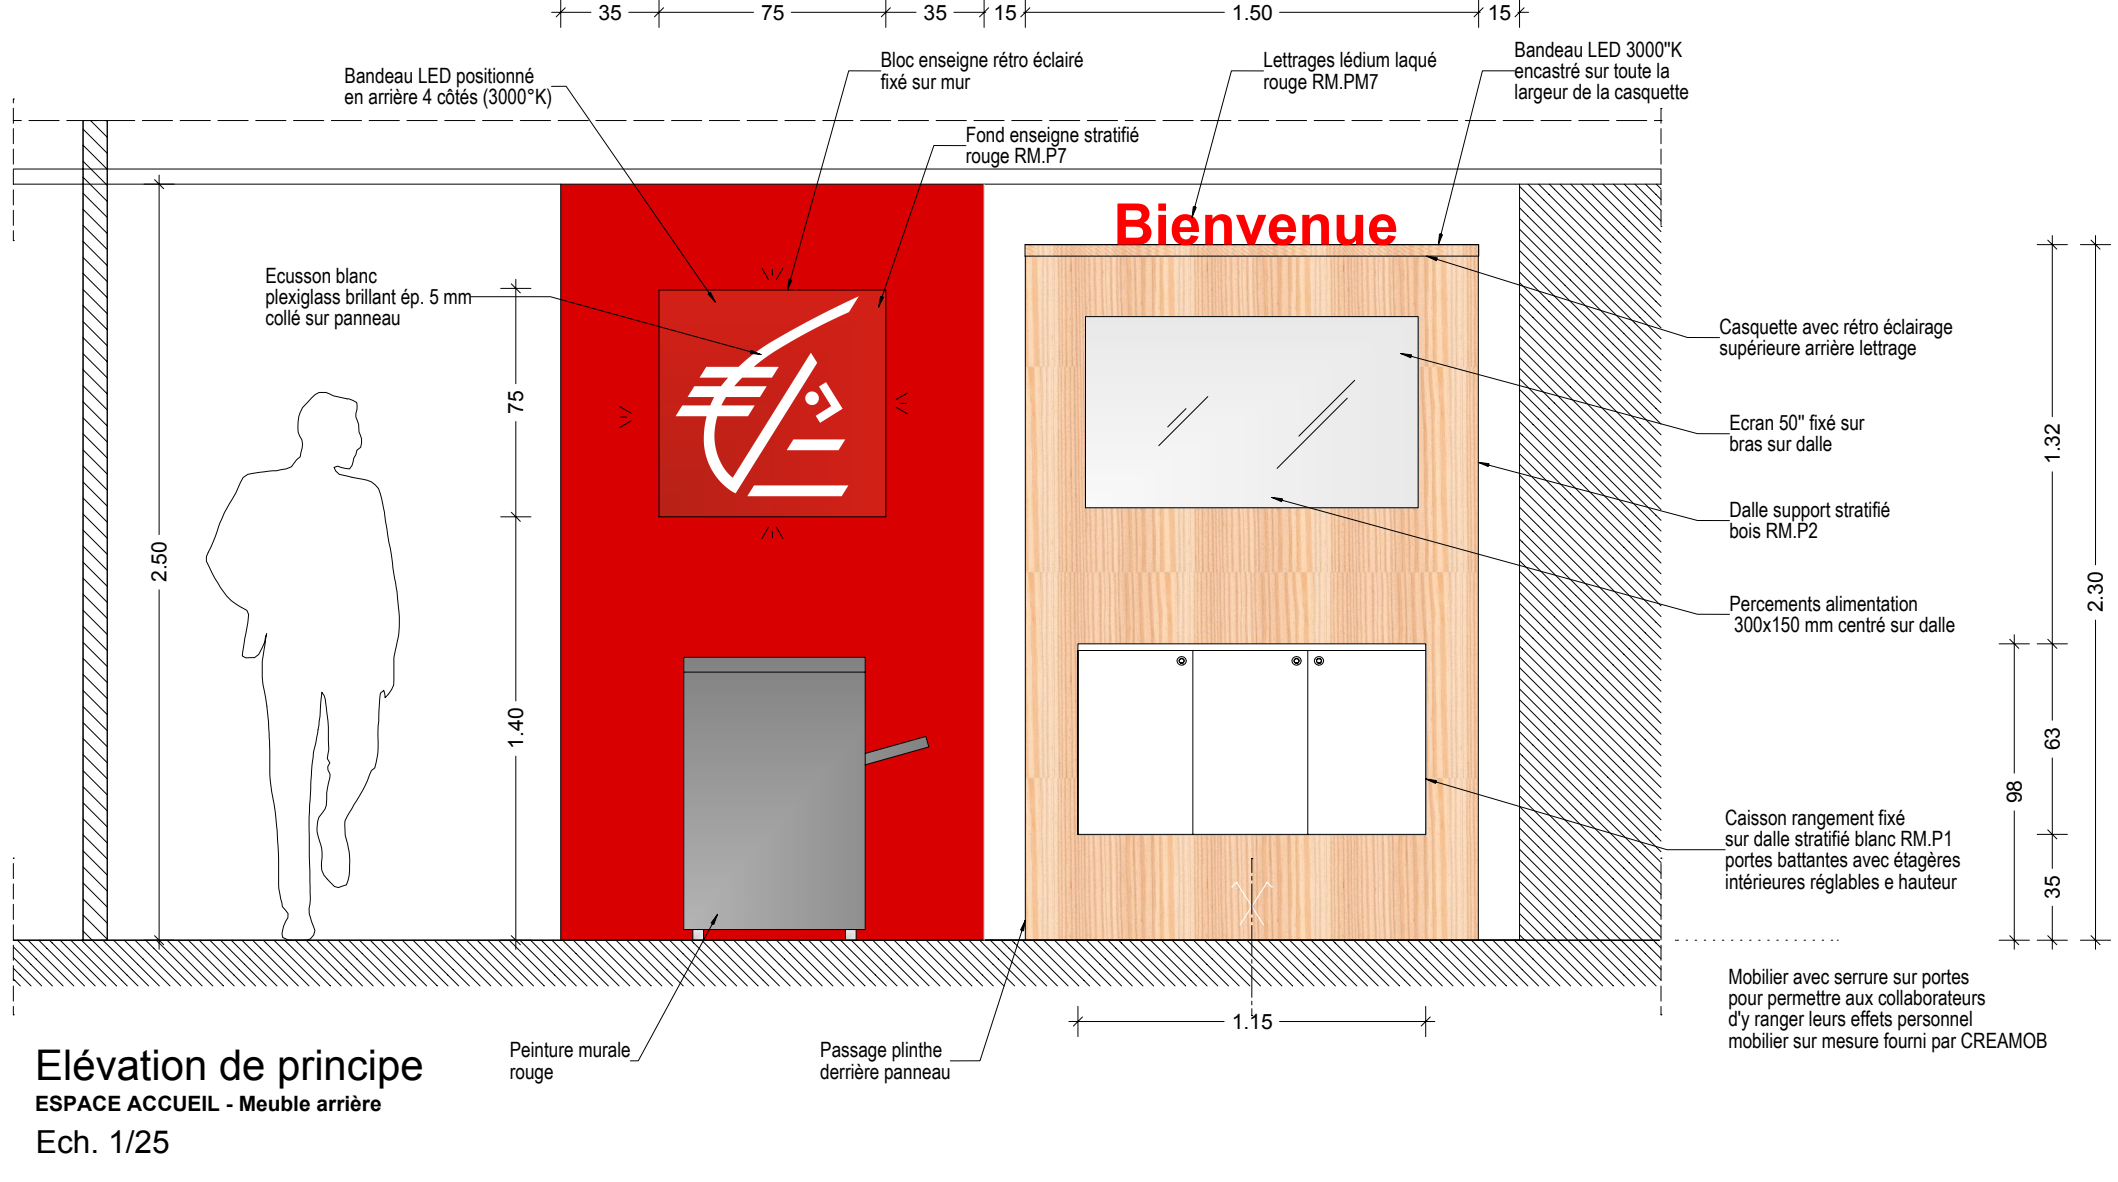 35
75
35
15
1.50
15
Bandeau LED positionné
en arrière 4 côtés (3000°K)
Bloc enseigne rétro éclairé
fixé sur mur
Lettrages lédium laqué
rouge RM.PM7
Bandeau LED 3000"K
encastré sur toute la
largeur de la casquette
Fond enseigne stratifié
rouge RM.P7
Bienvenue
Ecusson blanc
plexiglass brillant ép. 5 mm
collé sur panneau
Casquette avec rétro éclairage
supérieure arrière lettrage
Ecran 50" fixé sur
bras sur dalle
Dalle support stratifié
bois RM.P2
Percements alimentation
300x150 mm centré sur dalle
2.50
75
1.40
1.32
2.30
63
98
35
Caisson rangement fixé
sur dalle stratifié blanc RM.P1
portes battantes avec étagères
intérieures réglables e hauteur
Mobilier avec serrure sur portes
pour permettre aux collaborateurs
d'y ranger leurs effets personnel
mobilier sur mesure fourni par CREAMOB
1.15
Peinture murale
rouge
Passage plinthe
derrière panneau
Elévation de principe
ESPACE ACCUEIL - Meuble arrière
Ech. 1/25